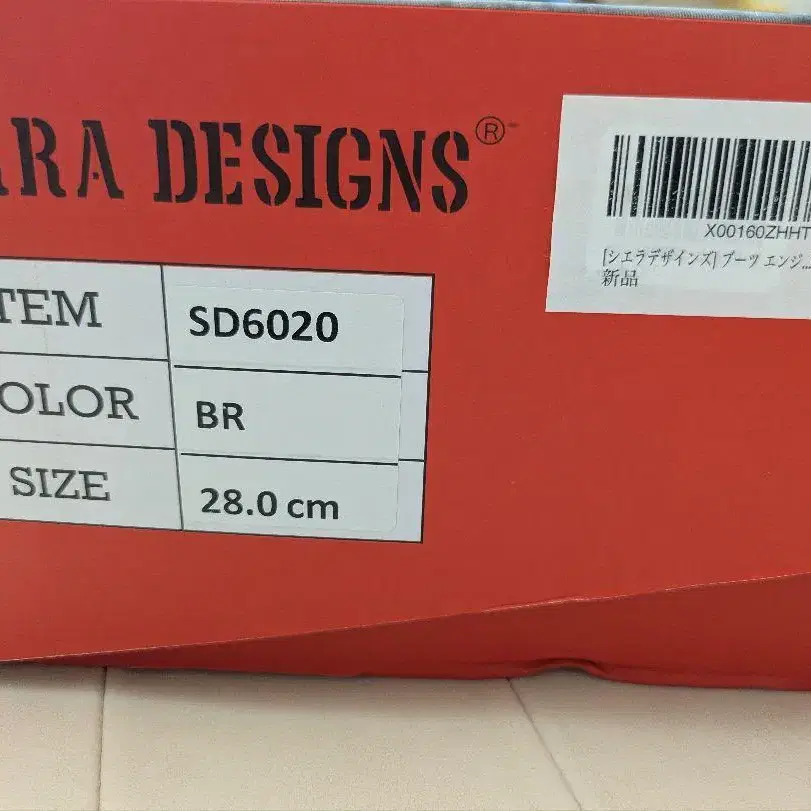 RA DESIGNS®
X00160ZHHT
[シエラデザインズ] ブーツ エンジ...
新品
TEM SD6020
OLOR BR
SIZE 28.0 cm